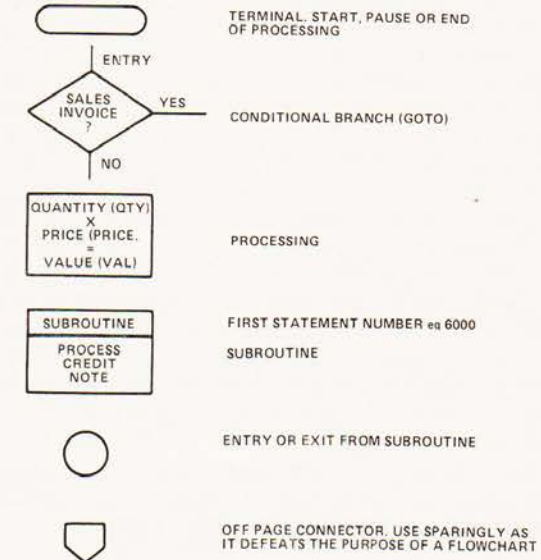 TERMINAL. START, PAUSE OR END
OF PROCESSING
ENTRY
SALES
INVOICE
?
YES
CONDITIONAL BRANCH (GOTO)
NO
QUANTITY (QTY)
X
PRICE (PRICE.
=
VALUE (VAL)
PROCESSING
SUBROUTINE
FIRST STATEMENT NUMBER eg 6000
PROCESS
CREDIT
NOTE
SUBROUTINE
ENTRY OR EXIT FROM SUBROUTINE
OFF PAGE CONNECTOR. USE SPARINGLY AS
IT DEFEATS THE PURPOSE OF A FLOWCHART